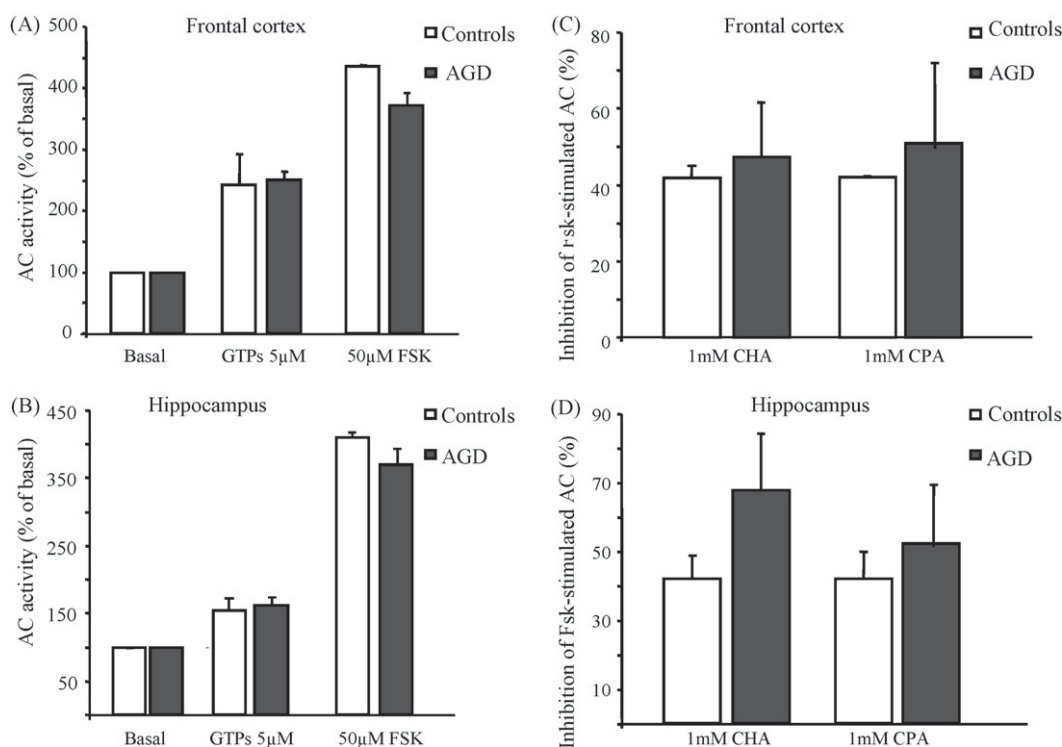 (A)
Frontal cortex
Controls
AGD
AC activity (% of basal)
500
400
300
200
100
0
Basal
GTPs 5µM
50µM FSK
(B)
Hippocampus
Controls
AGD
AC activity (% of basal)
450
350
250
150
50
Basal
GTPs 5µM
50µM FSK
(C)
Frontal cortex
Controls
AGD
Inhibition of Fsk-stimulated AC (%)
80
60
40
20
0
1mM CHA
1mM CPA
(D)
Hippocampus
Controls
AGD
Inhibition of Fsk-stimulated AC (%)
90
70
50
30
10
1mM CHA
1mM CPA